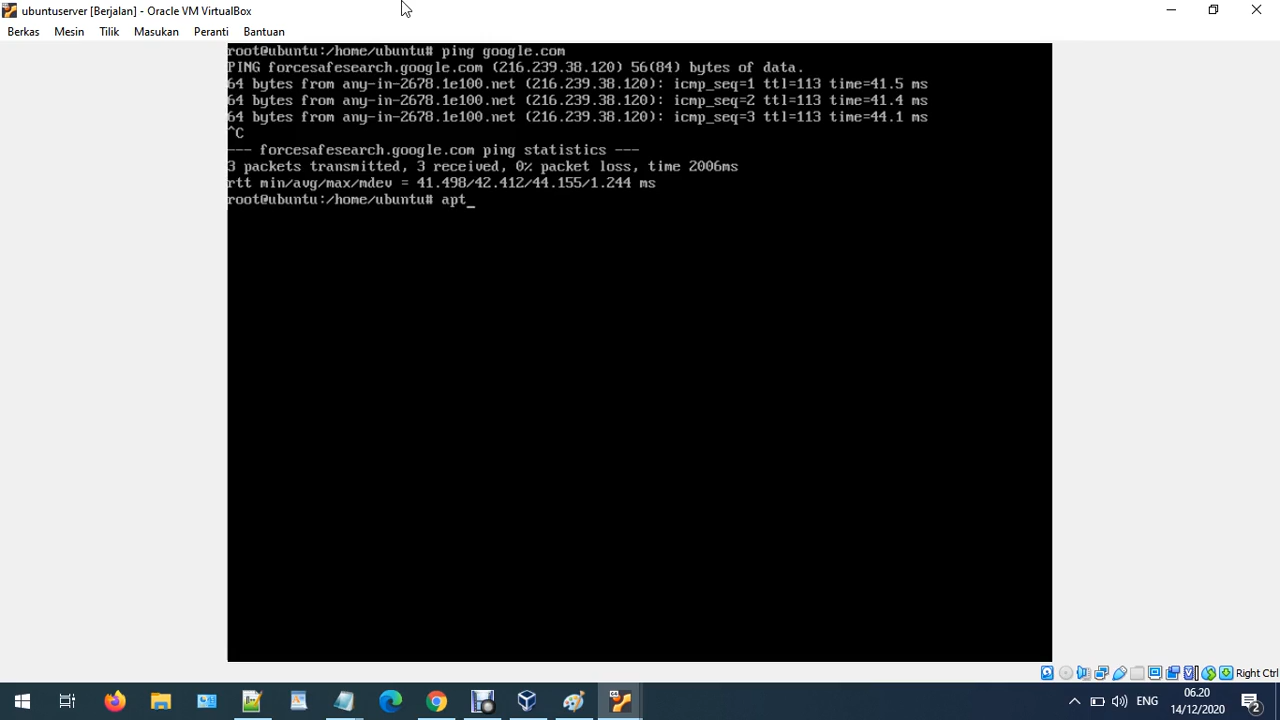 ubuntuserver [Berjalan] - Oracle VM VirtualBox
Berkas Mesin Tilik Masukan Peranti Bantuan
root@ubuntu:/home/ubuntu# ping google.com
PING forcesafesearch.google.com (216.239.38.120) 56(84) bytes of data.
64 bytes from any-in-2678.1e100.net (216.239.38.120): icmp_seq=1 ttl=113 time=41.5 ms
64 bytes from any-in-2678.1e100.net (216.239.38.120): icmp_seq=2 ttl=113 time=41.4 ms
64 bytes from any-in-2678.1e100.net (216.239.38.120): icmp_seq=3 ttl=113 time=44.1 ms
^C
--- forcesafesearch.google.com ping statistics ---
3 packets transmitted, 3 received, 0% packet loss, time 2006ms
rtt min/avg/max/mdev = 41.498/42.412/44.155/1.244 ms
root@ubuntu:/home/ubuntu# apt_
Right Ctrl
ENG
06.20
14/12/2020
2